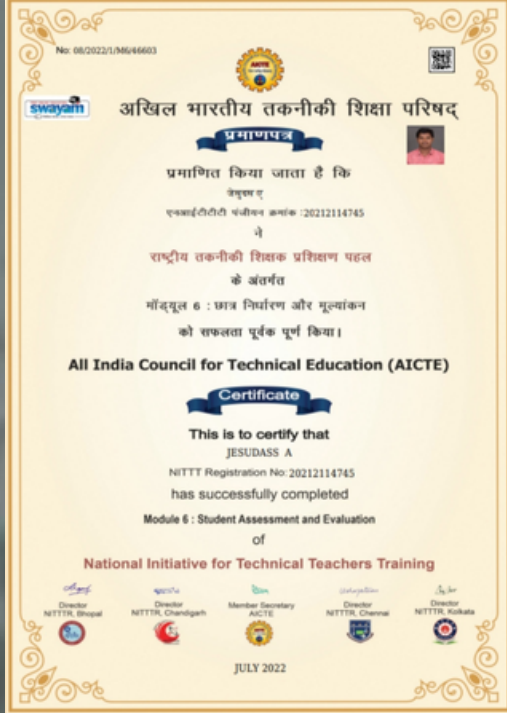 No: 08/2022/1/M6/46603
AICTE
swayam
अखिल भारतीय तकनीकी शिक्षा परिषद्
प्रमाणपत्र
प्रमाणित किया जाता है कि
जेसुदास ए
एनआईटीटीटी पंजीयन क्रमांक :20212114745
ने
राष्ट्रीय तकनीकी शिक्षक प्रशिक्षण पहल
के अंतर्गत
मॉड्यूल 6 : छात्र निर्धारण और मूल्यांकन
को सफलता पूर्वक पूर्ण किया।
All India Council for Technical Education (AICTE)
Certificate
This is to certify that
JESUDASS A
NITTT Registration No: 20212114745
has successfully completed
Module 6 : Student Assessment and Evaluation
of
National Initiative for Technical Teachers Training
Director Director Member Secretary Director Director
NITTTR, Bhopal NITTTR, Chandigarh AICTE NITTTR, Chennai NITTTR, Kolkata
JULY 2022